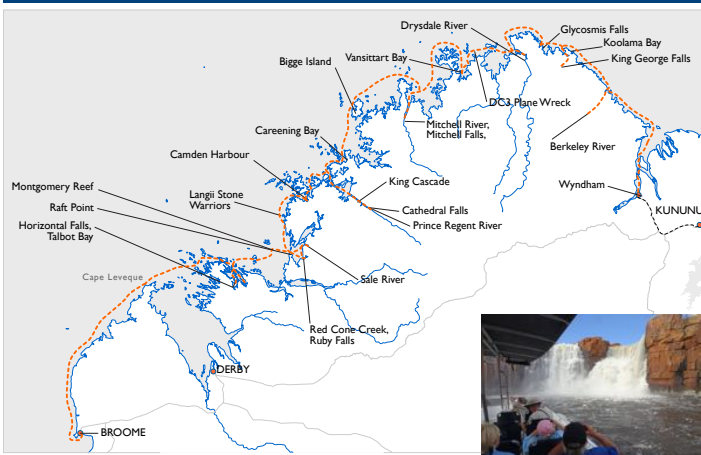 Drysdale River
Glycosmis Falls
Koolama Bay
King George Falls
Vansittart Bay
Bigge Island
DC3 Plane Wreck
Mitchell River,
Mitchell Falls,
Careening Bay
Berkeley River
Camden Harbour
King Cascade
Wyndham
Montgomery Reef
Langii Stone
Warriors
Raft Point
Cathedral Falls
KUNUNU
Prince Regent River
Horizontal Falls,
Talbot Bay
Cape Leveque
Sale River
Red Cone Creek,
Ruby Falls
DERBY
BROOME